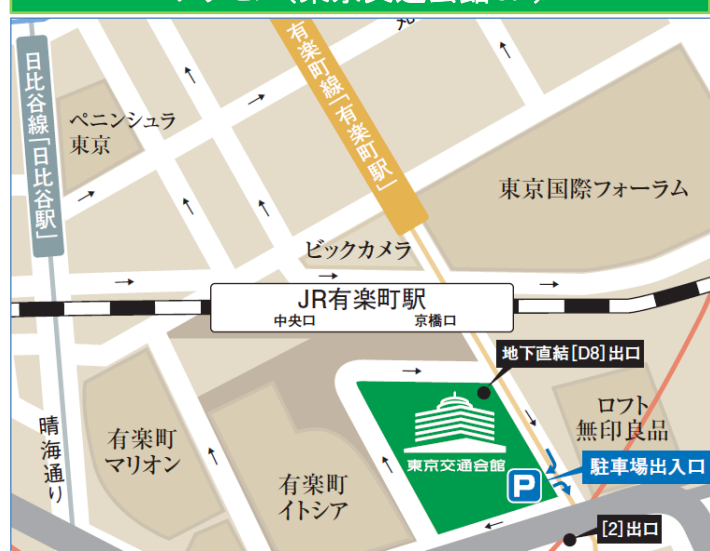 日比谷線「日比谷駅」
有楽町線「有楽町駅」
ペニンシュラ
東京
東京国際フォーラム
ビックカメラ
JR有楽町駅
中央口
京橋口
地下直結[D8]出口
ロフト
無印良品
晴海通り
有楽町
マリオン
有楽町
イトシア
東京交通会館
P
駐車場出入口
[2]出口